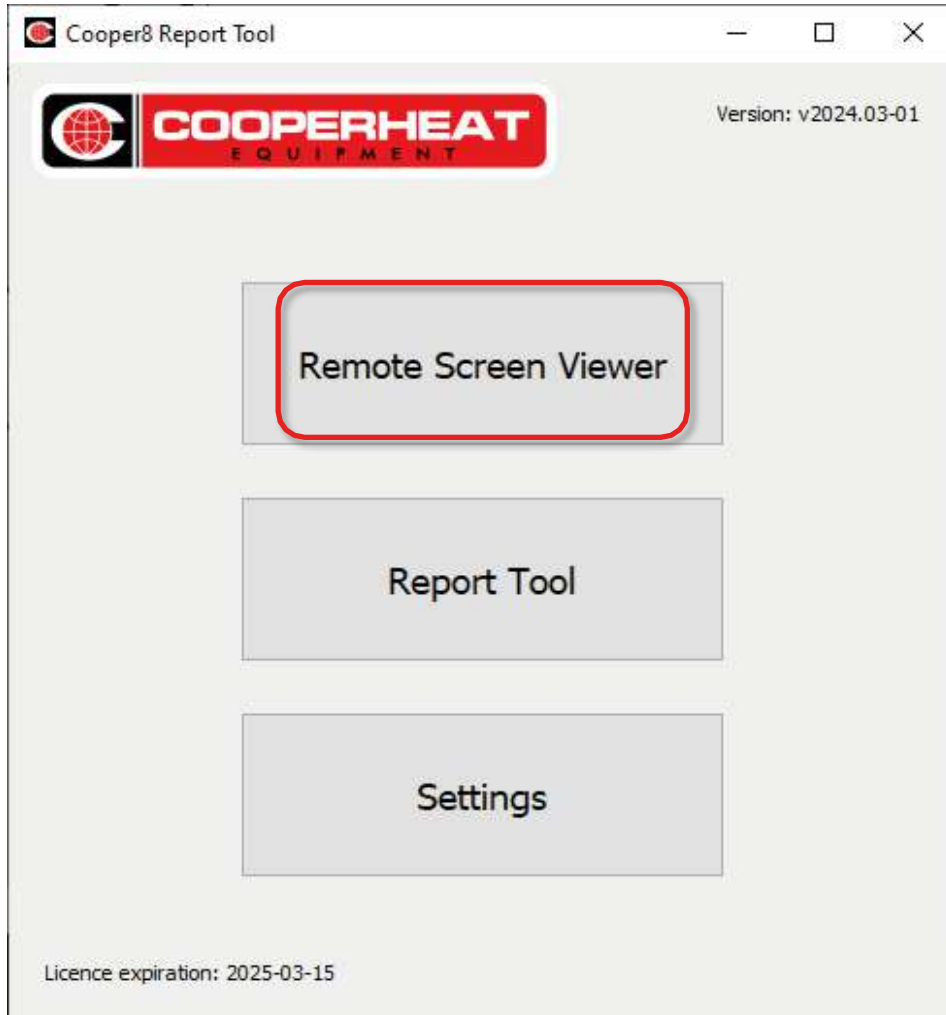 Cooper8 Report Tool
COOPERHEAT
EQUIPMENT
Version: v2024.03-01
Remote Screen Viewer
Report Tool
Settings
Licence expiration: 2025-03-15